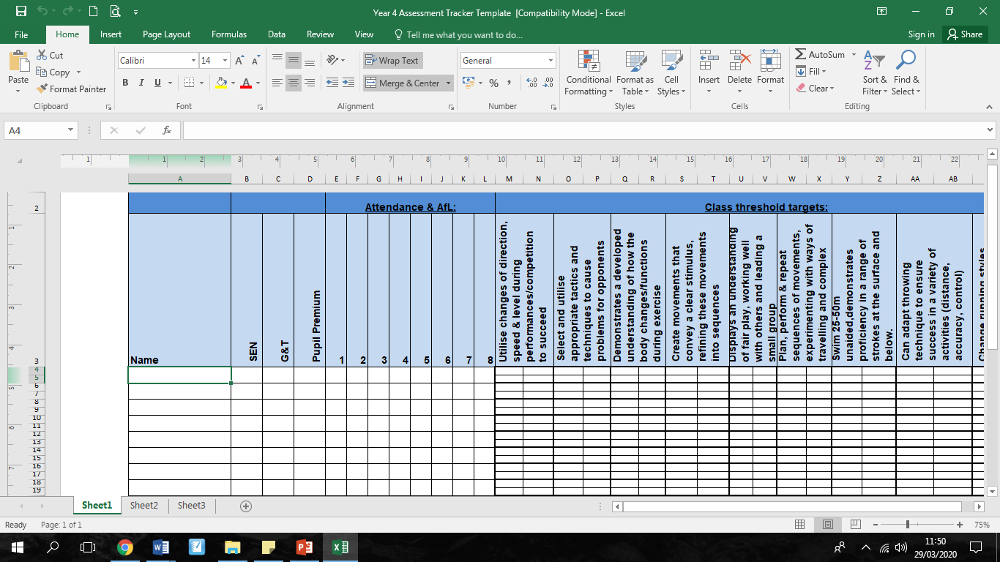 Year 4 Assessment Tracker Template [Compatibility Mode] - Excel
File Home Insert Page Layout Formulas Data Review View Tell me what you want to do... Sign in Share
Paste
Cut
Copy
Format Painter
Clipboard
Calibri 14
B I U
Font
Wrap Text
Merge & Center
Alignment
General
% ,
Number
Conditional Formatting
Format as Table
Cell Styles
Styles
Insert Delete Format
Cells
AutoSum
Fill
Clear
Sort & Filter
Find & Select
Editing
A4 fx
1 1 2 3 4 5 6 7 8 9 10 11 12 13 14 15 16 17 18 19 20 21 22
A B C D E F G H I J K L M N O P Q R S T U V W X Y Z AA AB
2 Attendance & AfL: Class threshold targets:
3 Name
SEN
G&T
Pupil Premium
1 2 3 4 5 6 7 8
Utilise changes of direction,
speed & level during
performances/competition
to succeed
Select and utilise
appropriate tactics and
techniques to cause
problems for opponents
Demonstrates a developed
understanding of how the
body changes/functions
during exercise
Create movements that
convey a clear stimulus,
refining these movements
into sequences
Displays an understanding
of fair play, working well
with others and leading a
small group
Plan, perform & repeat
sequences of movements,
experimenting with ways of
travelling and complex
Swim 25-50m
unaided,demonstrates
proficiency in a range of
strokes at the surface and
below.
Can adapt throwing
technique to ensure
success in a variety of
activities (distance,
accuracy, control)
Change running styles
4
5
6
7
8
9
10
11
12
13
14
15
16
17
18
19
1
2
3
4
5
6
7
Sheet1 Sheet2 Sheet3
Ready Page: 1 of 1 75%
11:50
29/03/2020